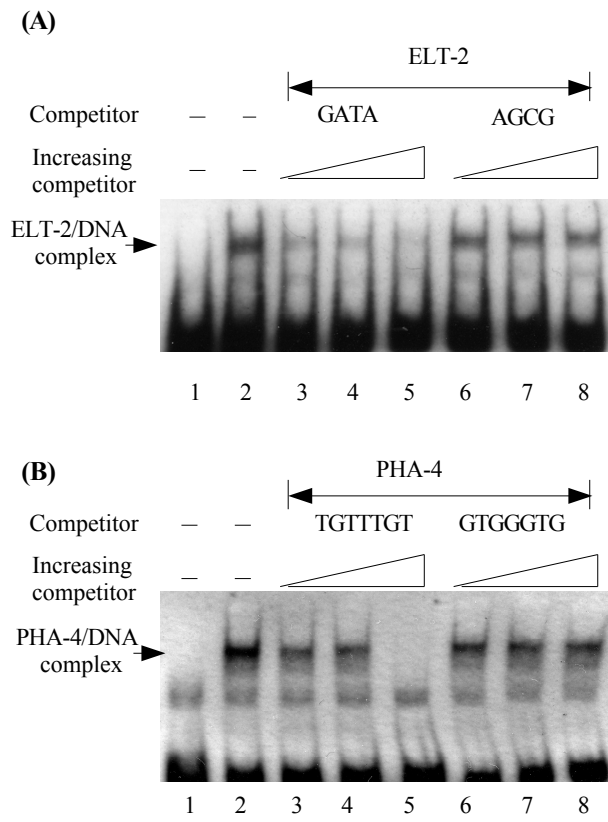 (A)
ELT-2
Competitor – – GATA AGCG
Increasing
competitor – –
ELT-2/DNA
complex
1 2 3 4 5 6 7 8
(B)
PHA-4
Competitor – – TGTTTGT GTGGGTG
Increasing
competitor – –
PHA-4/DNA
complex
1 2 3 4 5 6 7 8